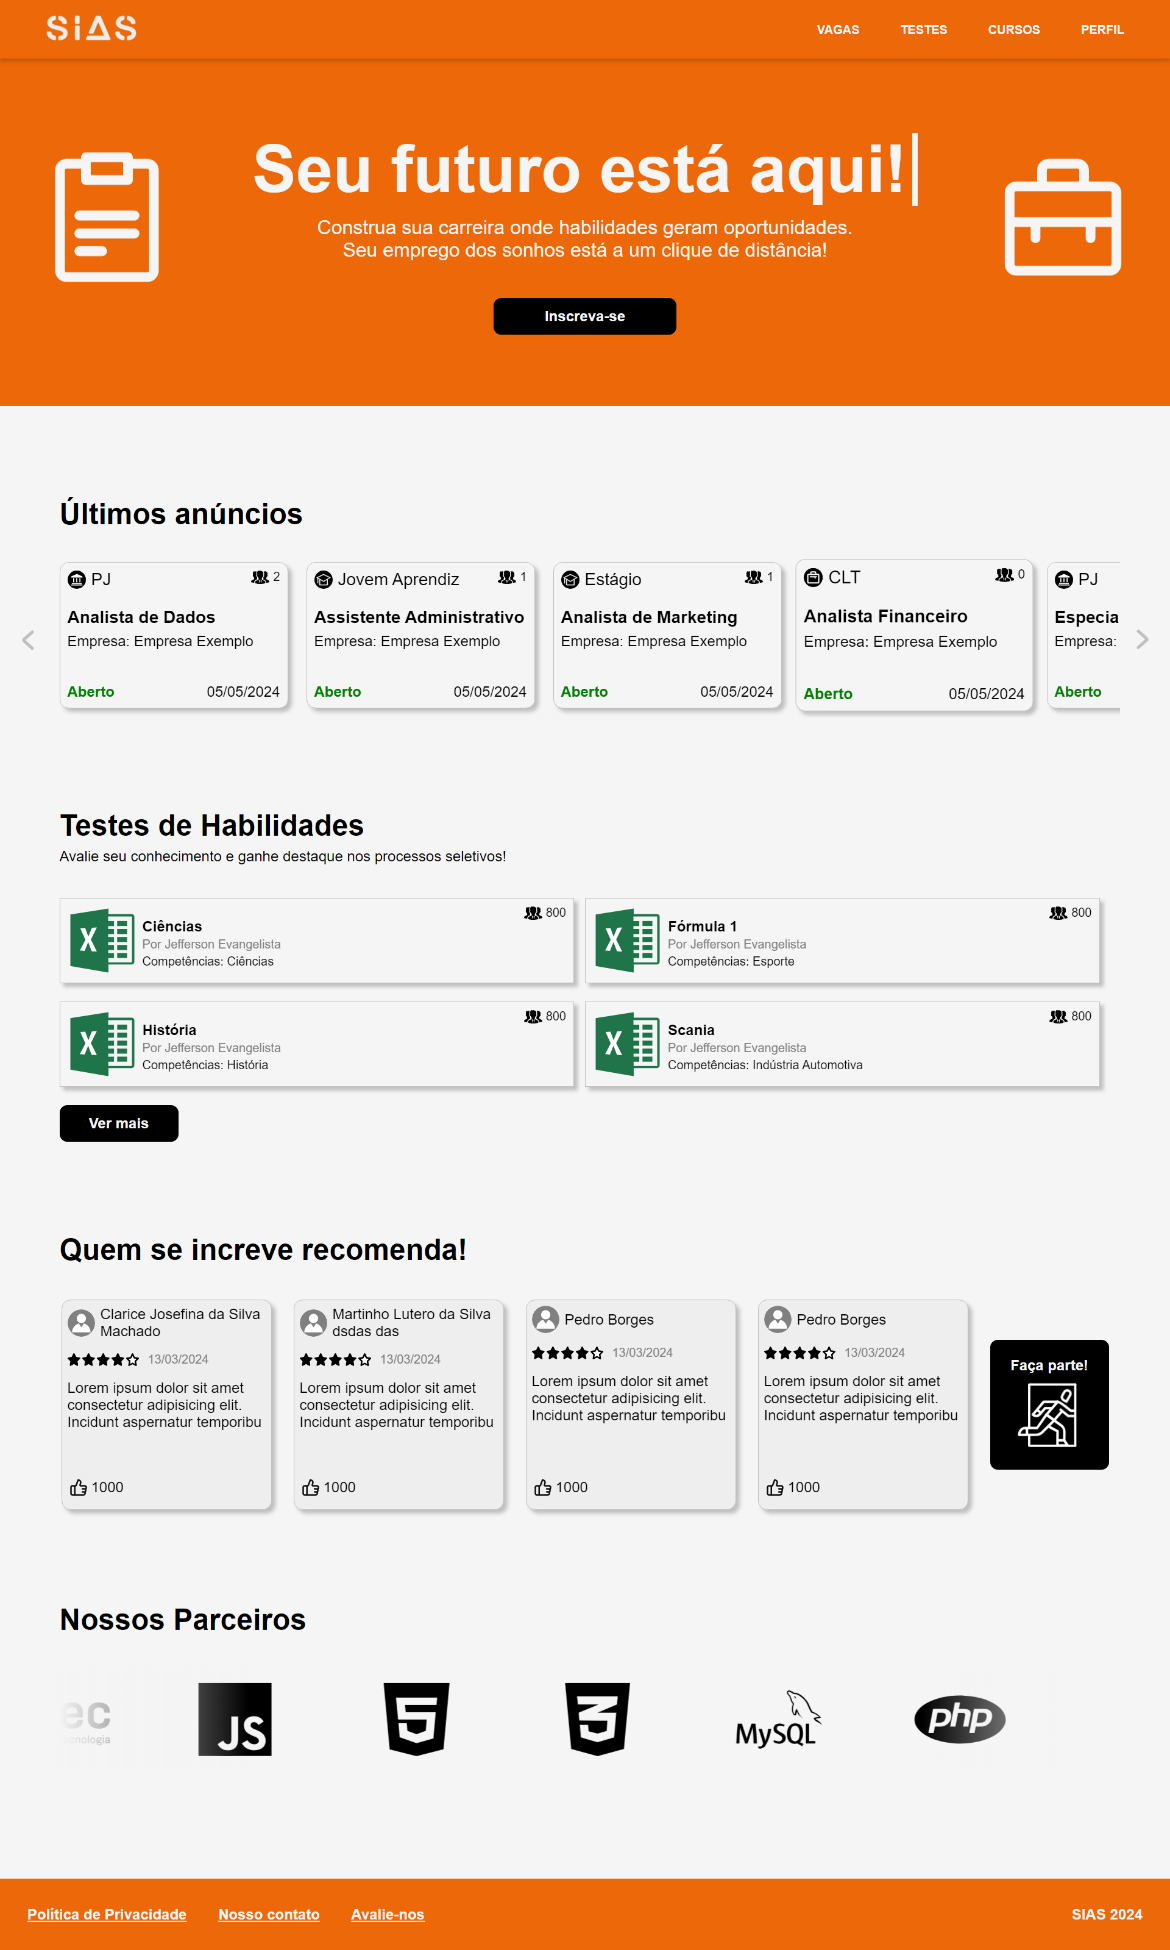 SIAS
VAGAS TESTES CURSOS PERFIL
Seu futuro está aqui!
Construa sua carreira onde habilidades geram oportunidades.
Seu emprego dos sonhos está a um clique de distância!
Inscreva-se
Últimos anúncios
PJ 2
Analista de Dados
Empresa: Empresa Exemplo
Aberto 05/05/2024
Jovem Aprendiz 1
Assistente Administrativo
Empresa: Empresa Exemplo
Aberto 05/05/2024
Estágio 1
Analista de Marketing
Empresa: Empresa Exemplo
Aberto 05/05/2024
CLT 0
Analista Financeiro
Empresa: Empresa Exemplo
Aberto 05/05/2024
PJ
Especia
Empresa:
Aberto
Testes de Habilidades
Avalie seu conhecimento e ganhe destaque nos processos seletivos!
X
Ciências 800
Por Jefferson Evangelista
Competências: Ciências
X
Fórmula 1 800
Por Jefferson Evangelista
Competências: Esporte
X
História 800
Por Jefferson Evangelista
Competências: História
X
Scania 800
Por Jefferson Evangelista
Competências: Indústria Automotiva
Ver mais
Quem se increve recomenda!
Clarice Josefina da Silva
Machado
13/03/2024
Lorem ipsum dolor sit amet
consectetur adipisicing elit.
Incidunt aspernatur temporibu
1000
Martinho Lutero da Silva
dsdas das
13/03/2024
Lorem ipsum dolor sit amet
consectetur adipisicing elit.
Incidunt aspernatur temporibu
1000
Pedro Borges
13/03/2024
Lorem ipsum dolor sit amet
consectetur adipisicing elit.
Incidunt aspernatur temporibu
1000
Pedro Borges
13/03/2024
Lorem ipsum dolor sit amet
consectetur adipisicing elit.
Incidunt aspernatur temporibu
1000
Faça parte!
Nossos Parceiros
ec
cnologia
JS
5
3
MySQL
php
Política de Privacidade Nosso contato Avalie-nos SIAS 2024